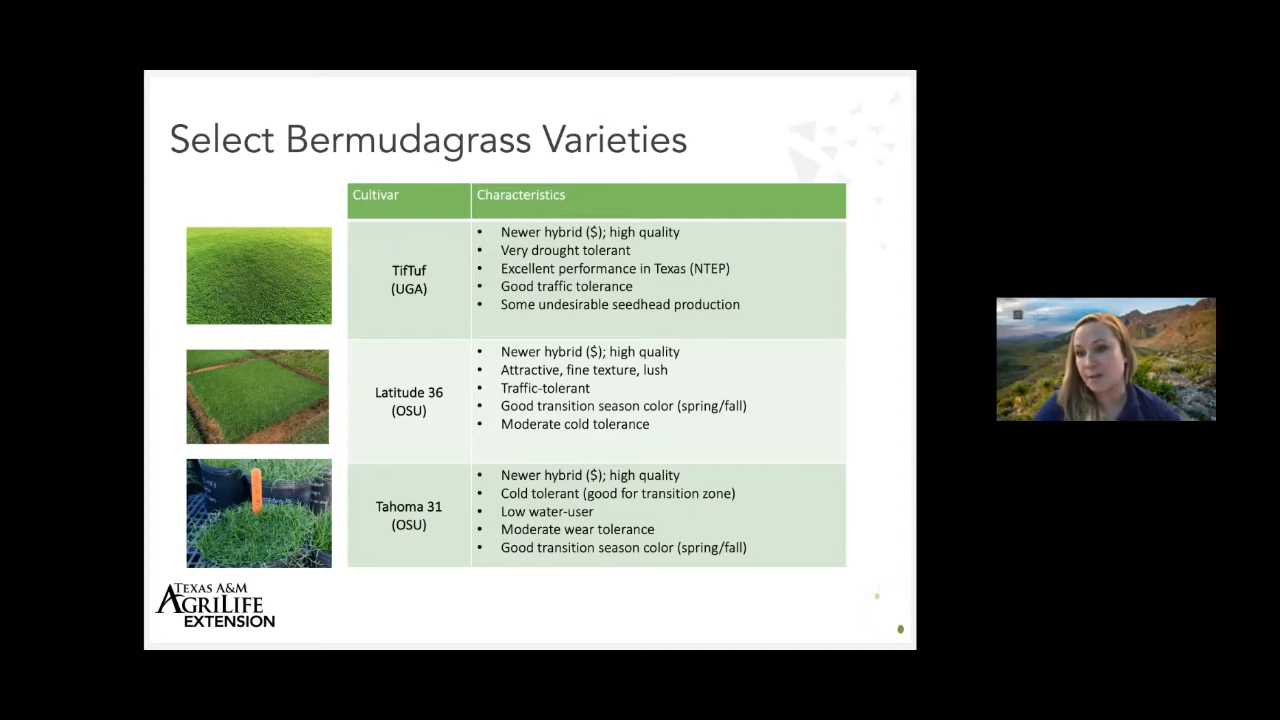 Select Bermudagrass Varieties
Cultivar
Characteristics
TifTuf
(UGA)
• Newer hybrid ($); high quality
• Very drought tolerant
• Excellent performance in Texas (NTEP)
• Good traffic tolerance
• Some undesirable seedhead production
Latitude 36
(OSU)
• Newer hybrid ($); high quality
• Attractive, fine texture, lush
• Traffic-tolerant
• Good transition season color (spring/fall)
• Moderate cold tolerance
Tahoma 31
(OSU)
• Newer hybrid ($); high quality
• Cold tolerant (good for transition zone)
• Low water-user
• Moderate wear tolerance
• Good transition season color (spring/fall)
TEXAS A&M
AGRILIFE
EXTENSION